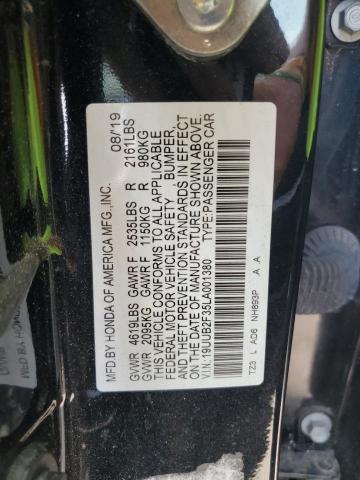 MFD.BY HONDA OF AMERICA MFG.,INC. 08/19
GVWR 4619LBS GAWR F 2535LBS R 2161LBS
GVWR 2095KG GAWR F 1150KG R 980KG
THIS VEHICLE CONFORMS TO ALL APPLICABLE
FEDERAL MOTOR VEHICLE SAFETY, BUMPER,
AND THEFT PREVENTION STANDARDS IN EFFECT
ON THE DATE OF MANUFACTURE SHOWN ABOVE.
V.I.N.:19UUB2F35LA001380 TYPE:PASSENGER CAR
TZ3 L AD6 NH893P A A